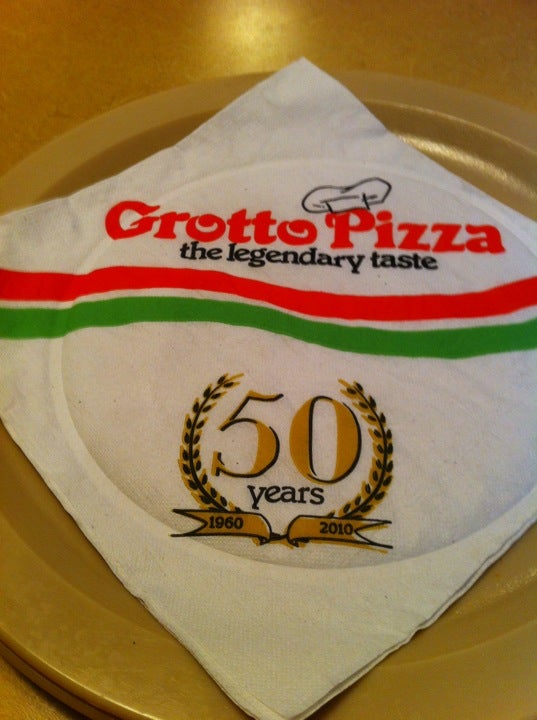 Grotto Pizza
the legendary taste
50
years
1960 2010